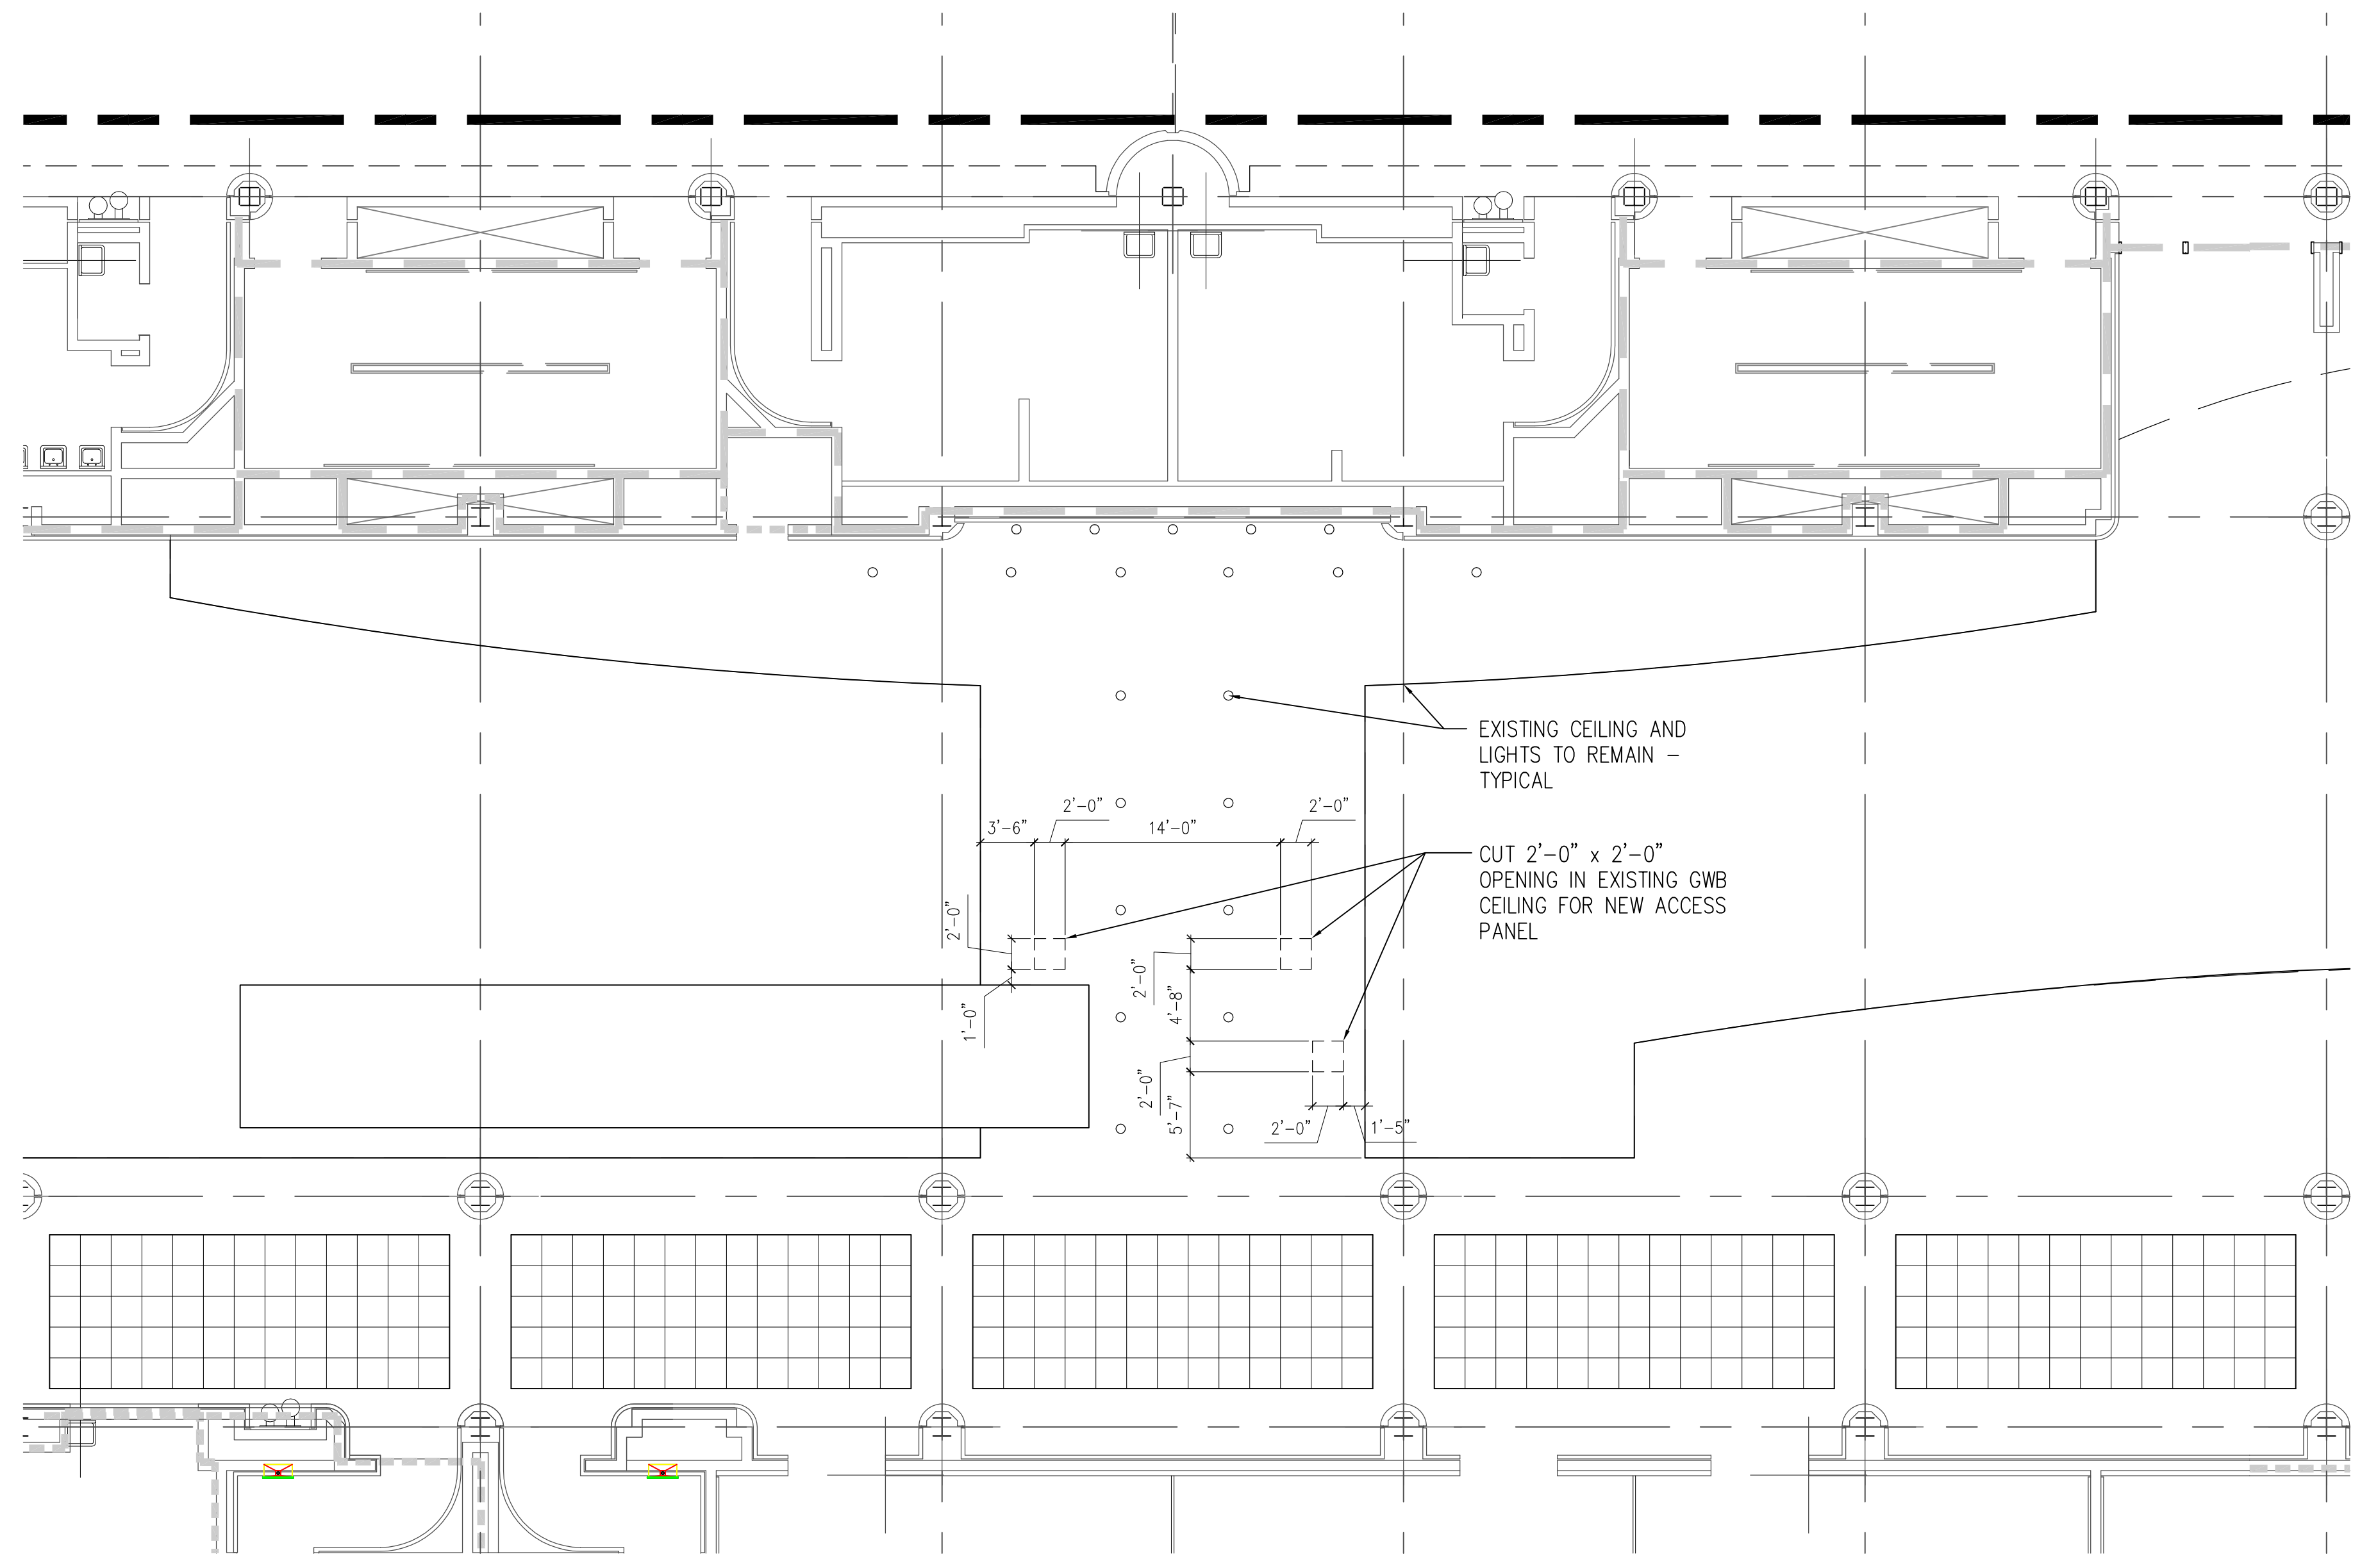 EXISTING CEILING AND
LIGHTS TO REMAIN –
TYPICAL
2'–0"
2'–0"
3'–6"
14'–0"
CUT 2'–0" x 2'–0"
OPENING IN EXISTING GWB
CEILING FOR NEW ACCESS
PANEL
2'–0"
2'–0"
1'–0"
4'–8"
2'–0"
5'–7"
2'–0"
1'–5"